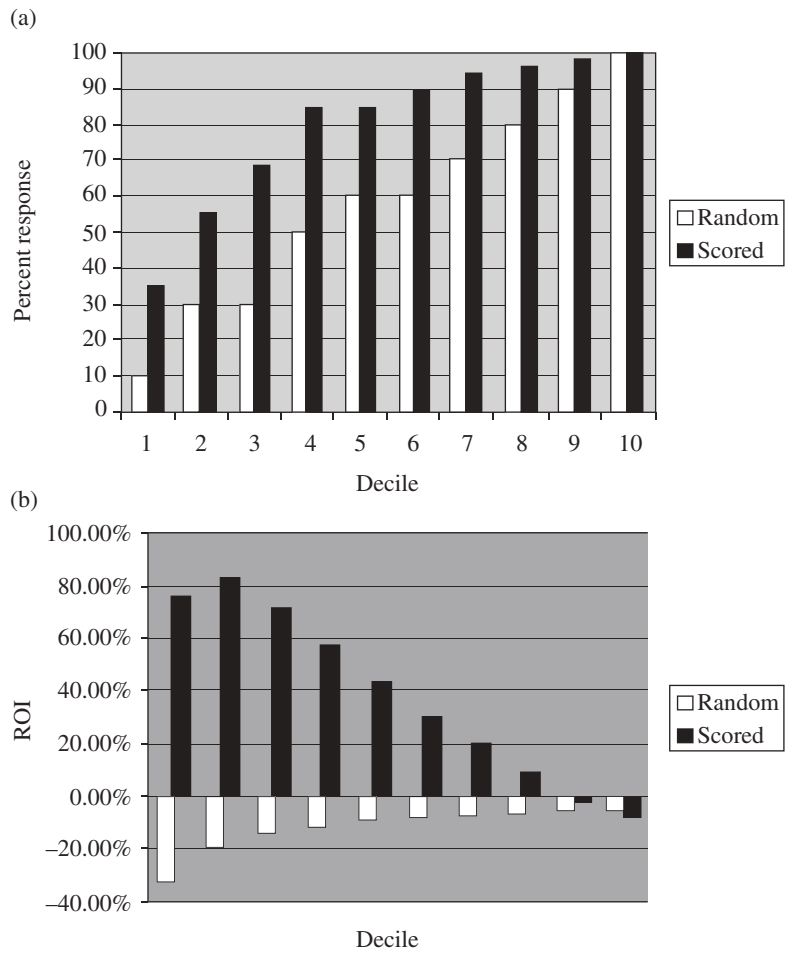 (a)
100
90
80
70
60
50
40
30
20
10
0
Percent response
1 2 3 4 5 6 7 8 9 10
Decile
Random
Scored
(b)
100.00%
80.00%
60.00%
40.00%
20.00%
0.00%
–20.00%
–40.00%
ROI
Decile
Random
Scored